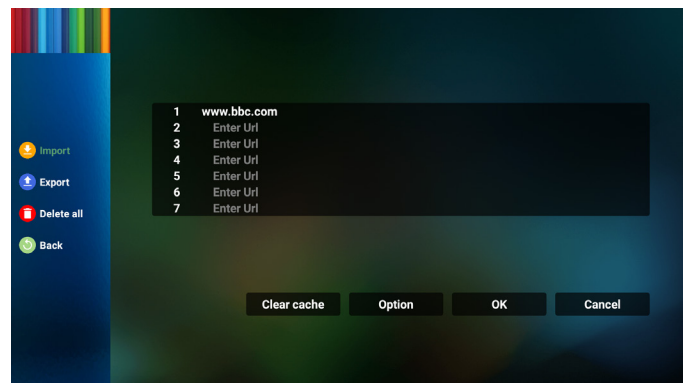 Import
Export
Delete all
Back
1 www.bbc.com
2 Enter Url
3 Enter Url
4 Enter Url
5 Enter Url
6 Enter Url
7 Enter Url
Clear cache Option OK Cancel